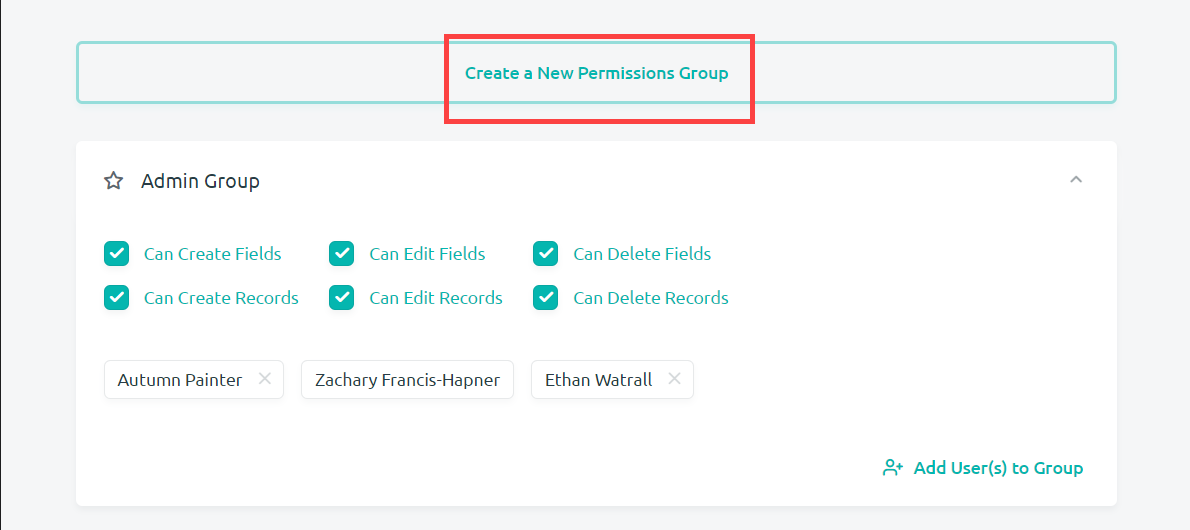 Create a New Permissions Group
Admin Group
Can Create Fields Can Edit Fields Can Delete Fields
Can Create Records Can Edit Records Can Delete Records
Autumn Painter Zachary Francis-Hapner Ethan Watrall
Add User(s) to Group